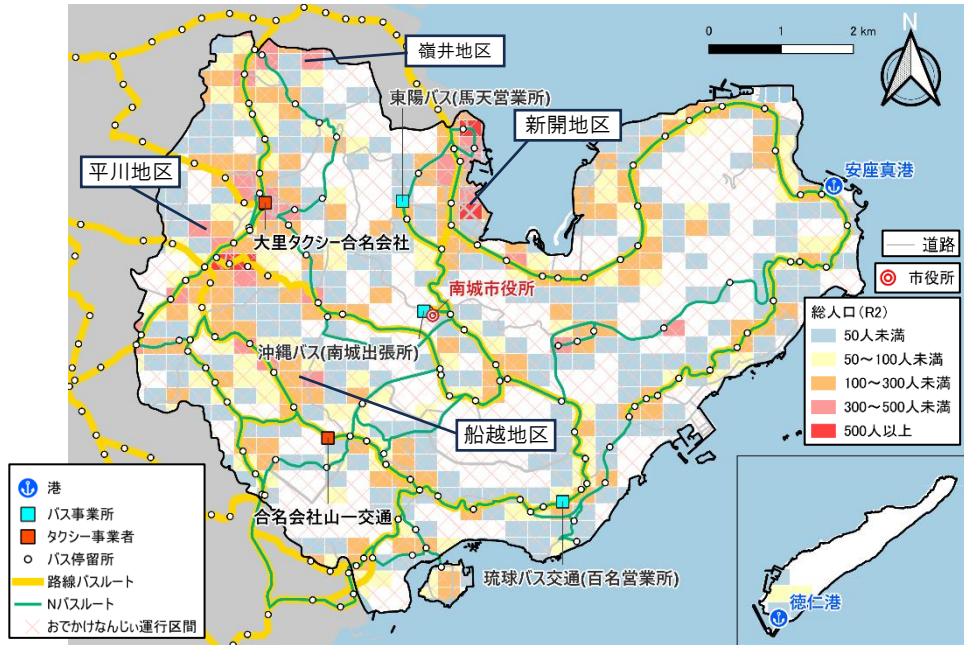 嶺井地区
N
0 1 2 km
東陽バス(馬天営業所)
新開地区
平川地区
安座真港
大里タクシー合名会社
道路
市役所
南城市役所
総人口(R2)
50人未満
50~100人未満
100~300人未満
300~500人未満
500人以上
沖縄バス(南城出張所)
船越地区
港
バス事業所
タクシー事業者
バス停留所
路線バスルート
Nバスルート
おでかけなんじぃ運行区間
合名会社山一交通
琉球バス交通(百名営業所)
徳仁港